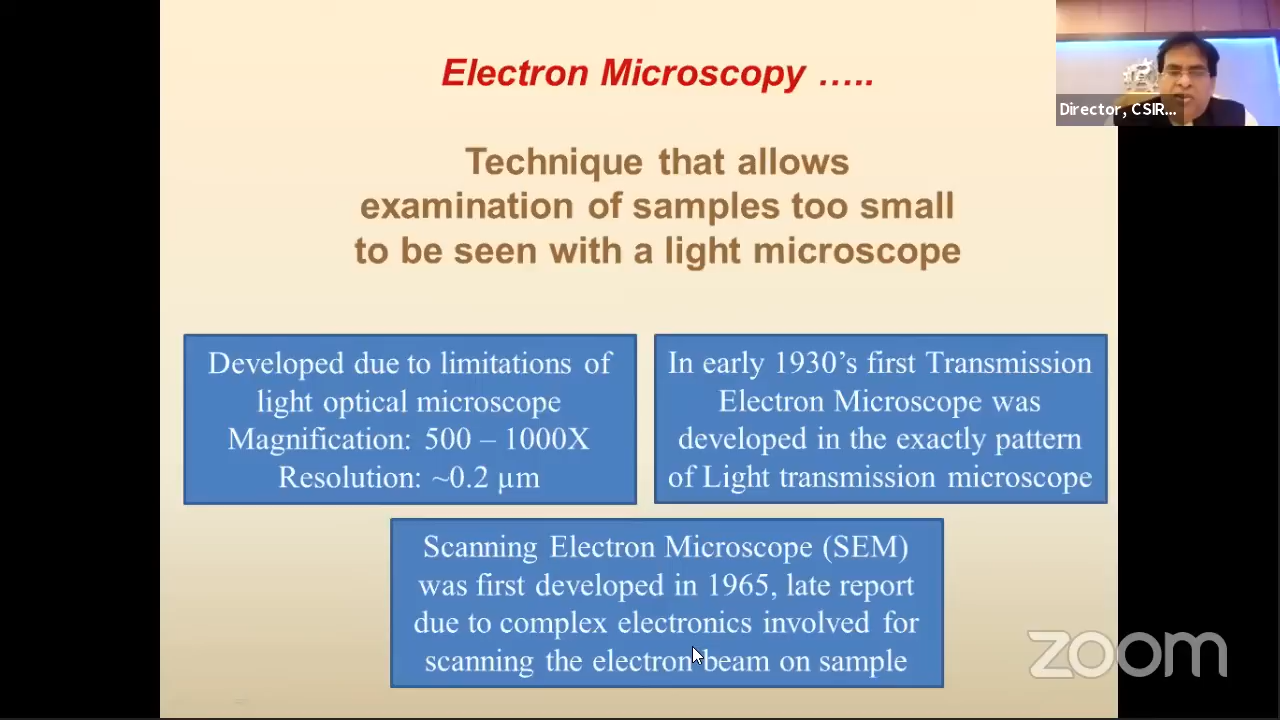 Electron Microscopy …..
Director, CSIR...
Technique that allows
examination of samples too small
to be seen with a light microscope
Developed due to limitations of
light optical microscope
Magnification: 500 – 1000X
Resolution: ~0.2 µm
In early 1930’s first Transmission
Electron Microscope was
developed in the exactly pattern
of Light transmission microscope
Scanning Electron Microscope (SEM)
was first developed in 1965, late report
due to complex electronics involved for
scanning the electron beam on sample
zoom